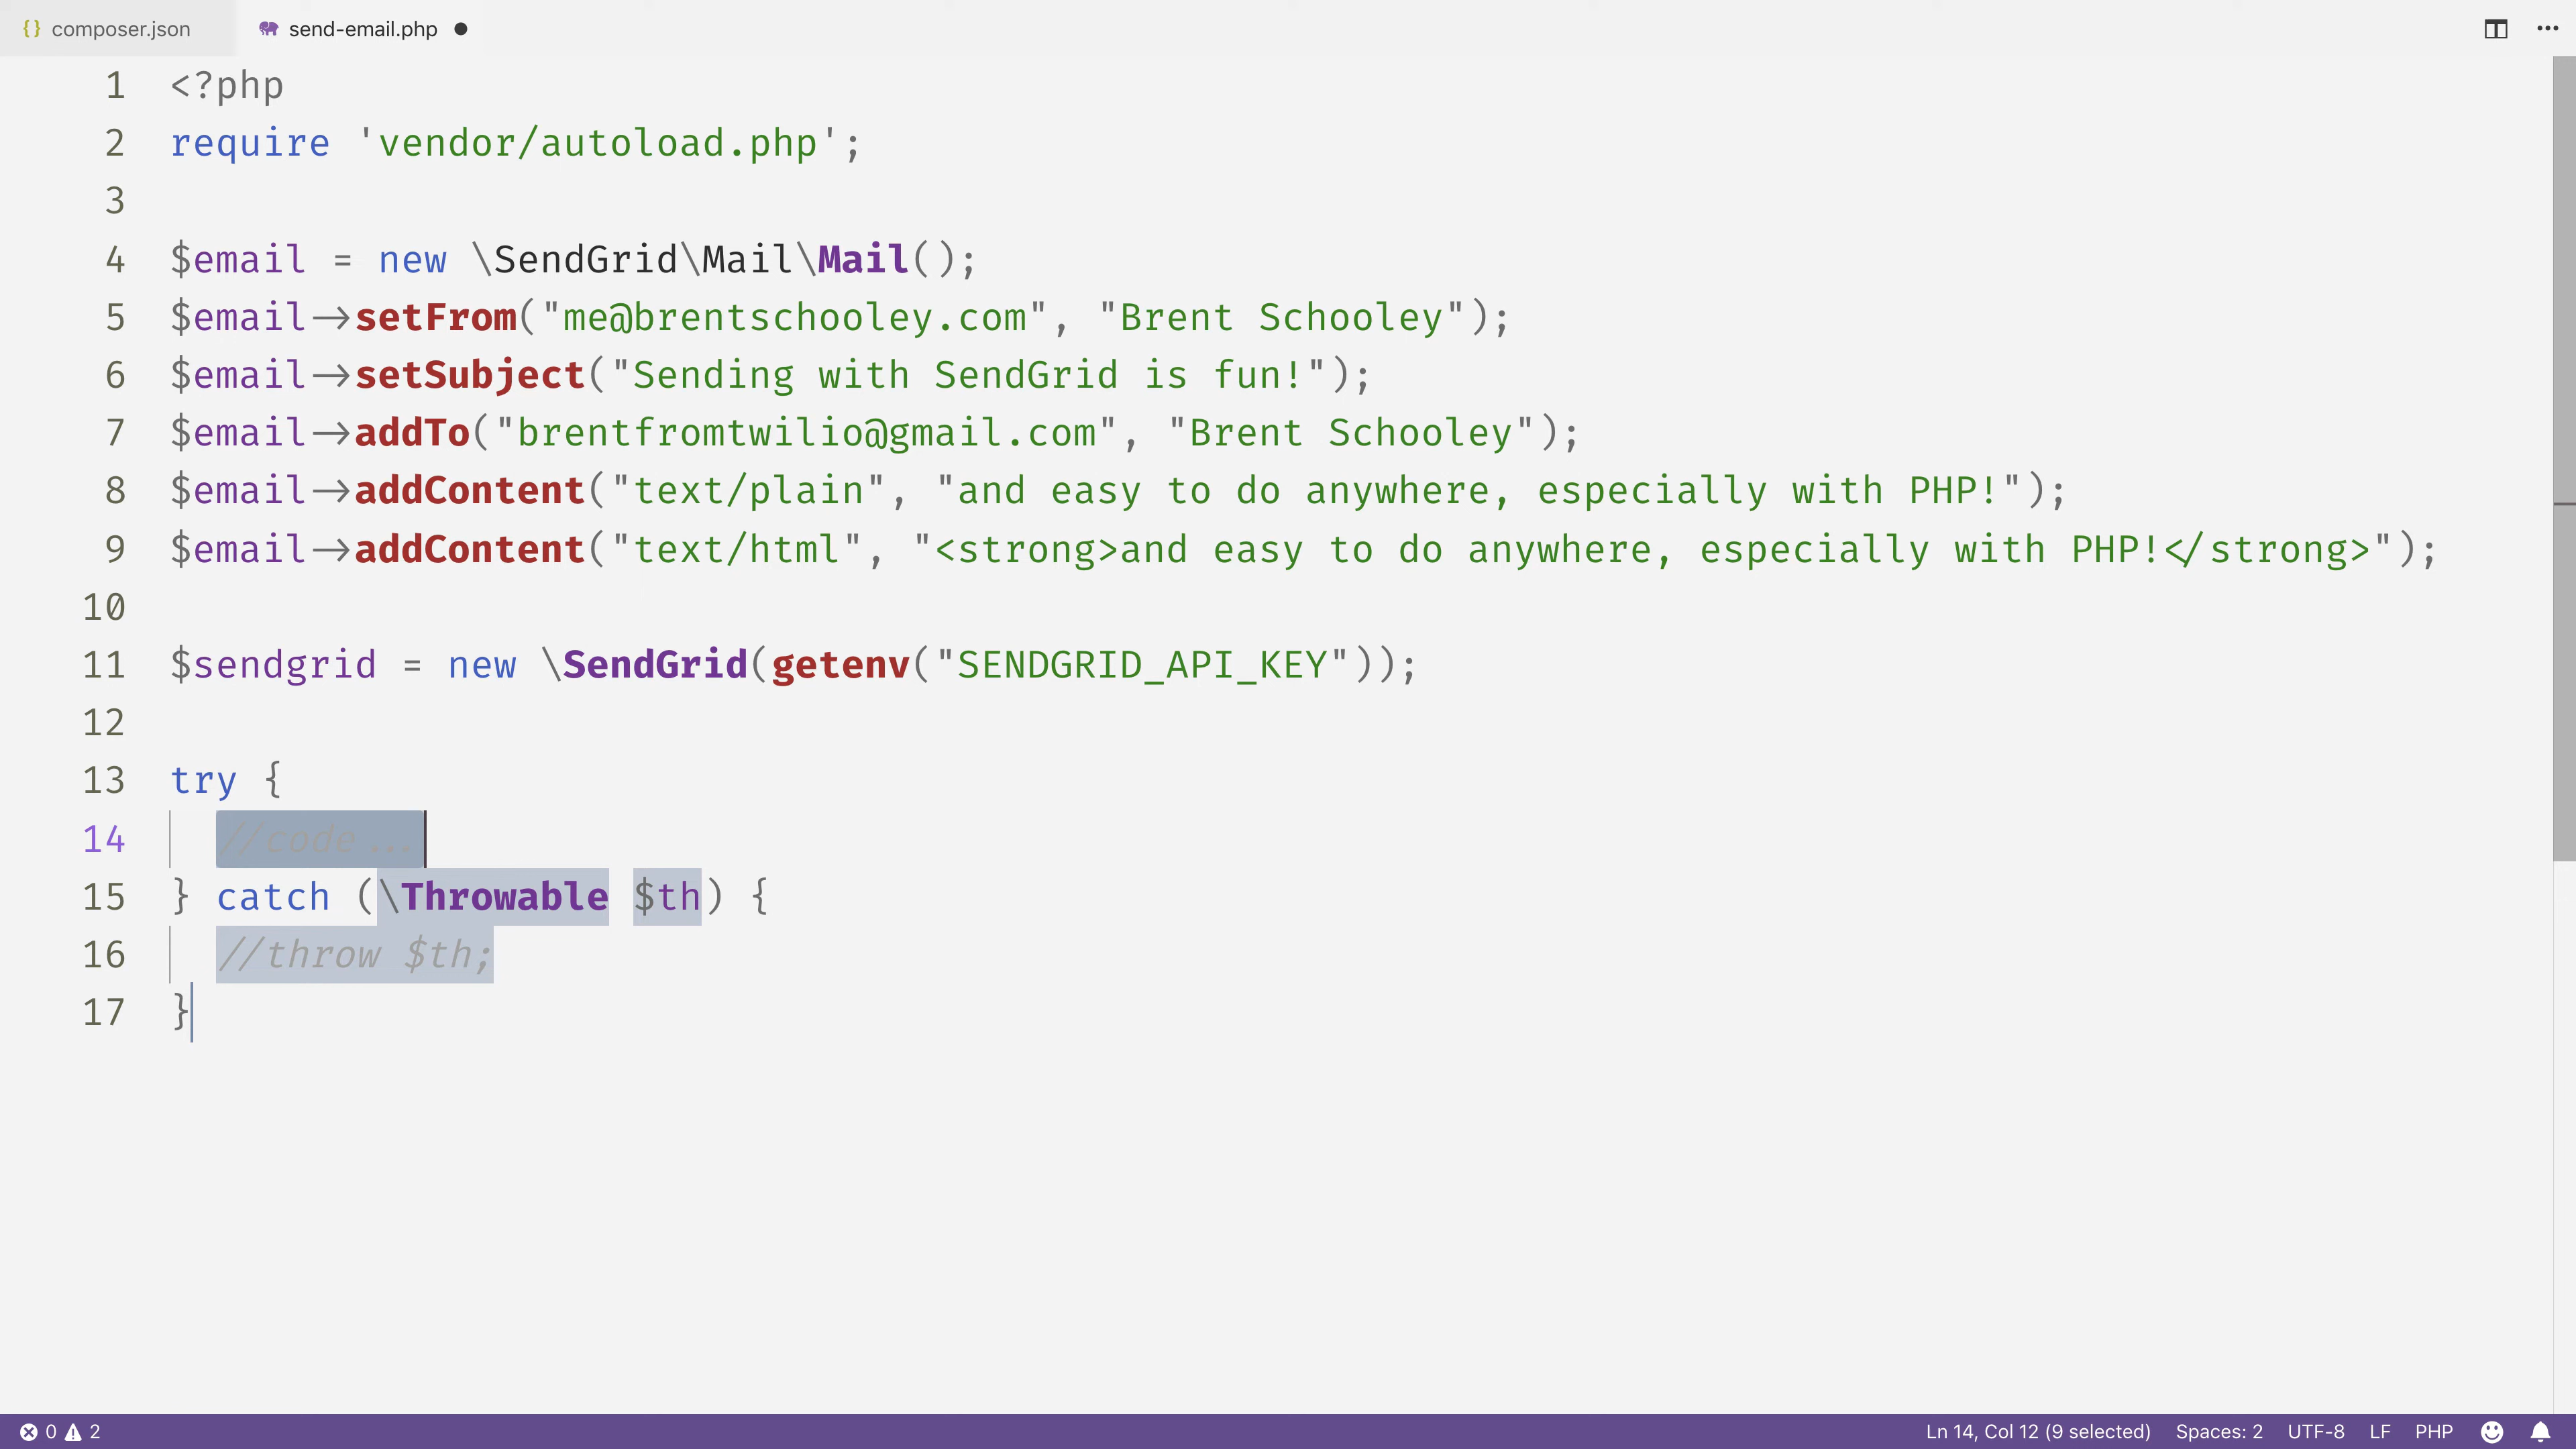 {} composer.json send-email.php
1 <?php
2 require 'vendor/autoload.php';
3
4 $email = new \SendGrid\Mail\Mail();
5 $email->setFrom("me@brentschooley.com", "Brent Schooley");
6 $email->setSubject("Sending with SendGrid is fun!");
7 $email->addTo("brentfromtwilio@gmail.com", "Brent Schooley");
8 $email->addContent("text/plain", "and easy to do anywhere, especially with PHP!");
9 $email->addContent("text/html", "<strong>and easy to do anywhere, especially with PHP!</strong>");
10
11 $sendgrid = new \SendGrid(getenv("SENDGRID_API_KEY"));
12
13 try {
14 //code...
15 } catch (\Throwable $th) {
16 //throw $th;
17 }
0 2 Ln 14, Col 12 (9 selected) Spaces: 2 UTF-8 LF PHP